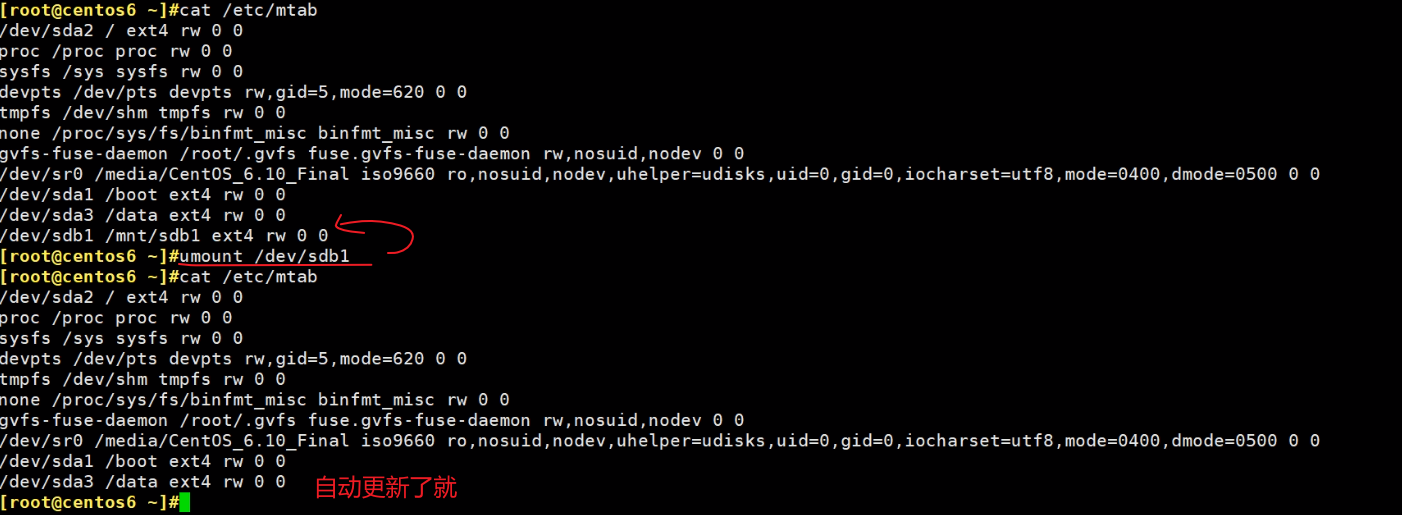 [root@centos6 ~]#cat /etc/mtab
/dev/sda2 / ext4 rw 0 0
proc /proc proc rw 0 0
sysfs /sys sysfs rw 0 0
devpts /dev/pts devpts rw,gid=5,mode=620 0 0
tmpfs /dev/shm tmpfs rw 0 0
none /proc/sys/fs/binfmt_misc binfmt_misc rw 0 0
gvfs-fuse-daemon /root/.gvfs fuse.gvfs-fuse-daemon rw,nosuid,nodev 0 0
/dev/sr0 /media/CentOS_6.10_Final iso9660 ro,nosuid,nodev,uhelper=udisks,uid=0,gid=0,iocharset=utf8,mode=0400,dmode=0500 0 0
/dev/sda1 /boot ext4 rw 0 0
/dev/sda3 /data ext4 rw 0 0
/dev/sdb1 /mnt/sdb1 ext4 rw 0 0
[root@centos6 ~]#umount /dev/sdb1
[root@centos6 ~]#cat /etc/mtab
/dev/sda2 / ext4 rw 0 0
proc /proc proc rw 0 0
sysfs /sys sysfs rw 0 0
devpts /dev/pts devpts rw,gid=5,mode=620 0 0
tmpfs /dev/shm tmpfs rw 0 0
none /proc/sys/fs/binfmt_misc binfmt_misc rw 0 0
gvfs-fuse-daemon /root/.gvfs fuse.gvfs-fuse-daemon rw,nosuid,nodev 0 0
/dev/sr0 /media/CentOS_6.10_Final iso9660 ro,nosuid,nodev,uhelper=udisks,uid=0,gid=0,iocharset=utf8,mode=0400,dmode=0500 0 0
/dev/sda1 /boot ext4 rw 0 0
/dev/sda3 /data ext4 rw 0 0
自动更新了就
[root@centos6 ~]#